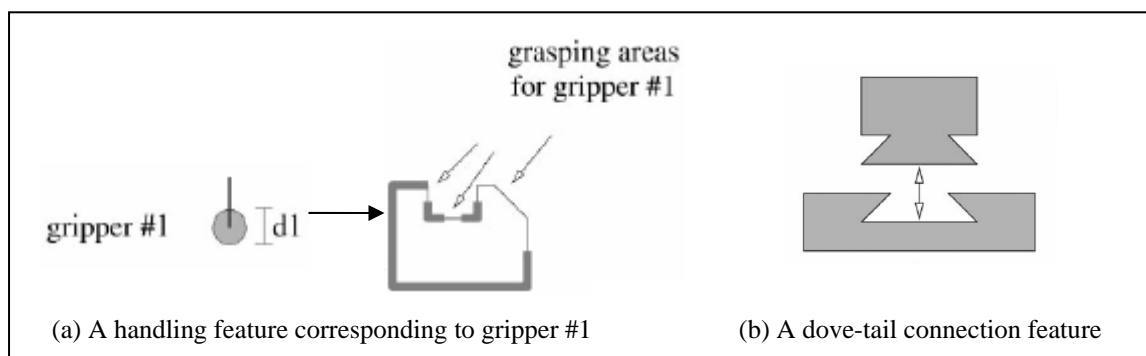 grasping areas
for gripper #1
gripper #1
d1
(a) A handling feature corresponding to gripper #1
(b) A dove-tail connection feature